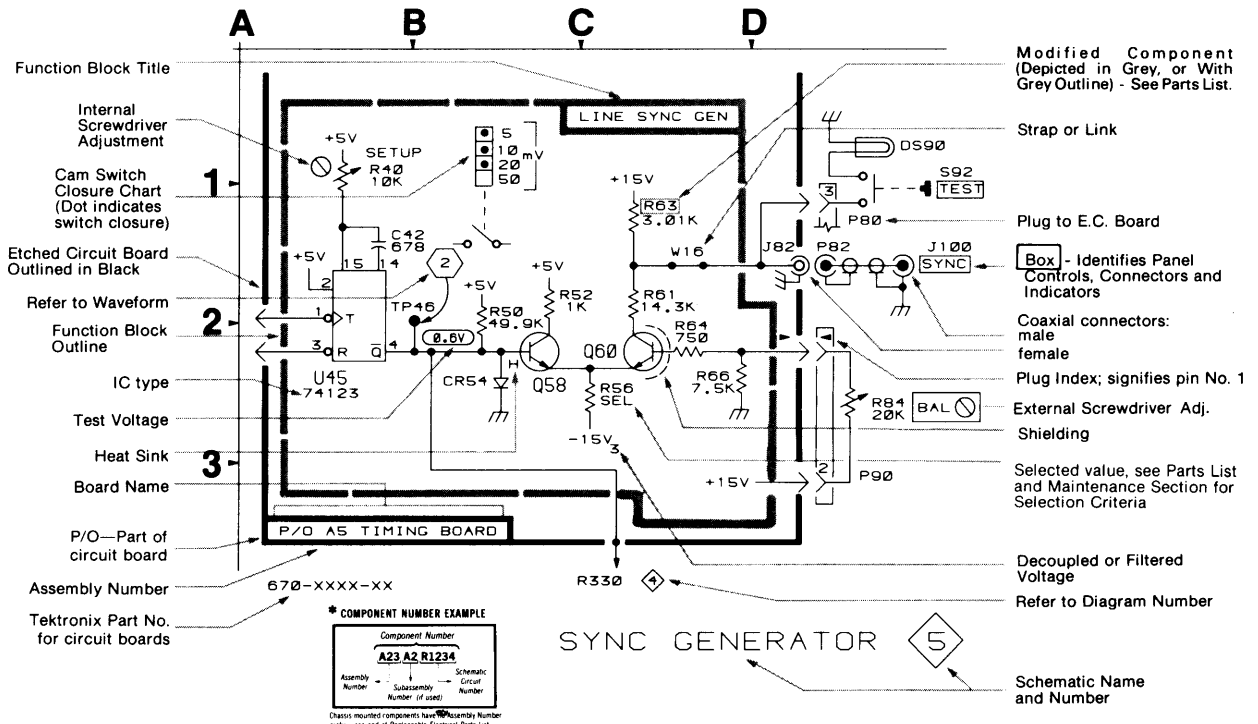 A B C D
Function Block Title
Internal
Screwdriver
Adjustment
Cam Switch
Closure Chart
(Dot indicates
switch closure)
1
Etched Circuit Board
Outlined in Black
Refer to Waveform
2
Function Block
Outline
IC type
Test Voltage
Heat Sink
3
Board Name
P/O—Part of
circuit board
Assembly Number
Tektronix Part No.
for circuit boards
LINE SYNC GEN
+5V
SETUP
R40
10K
5
10
20
50
mV
C42
678
+5V
15
14
2
1
T
3
R
Q̅
4
U45
74123
2
TP46
0.6V
+5V
R50
49.9K
CR54
H
+5V
R52
1K
Q58
Q60
R56
SEL
-15V
3
+15V
R63
3.01K
W16
R61
14.3K
R64
750
R66
7.5K
+15V
DS90
S92
TEST
3
P80
J82
P82
J100
SYNC
R84
20K
BAL
2
P90
P/O A5 TIMING BOARD
670-XXXX-XX
R330
4
SYNC GENERATOR
5
* COMPONENT NUMBER EXAMPLE
Component Number
A23 A2 R1234
Assembly
Number
Subassembly
Number (if used)
Schematic
Circuit
Number
Chassis mounted components have Assembly Number
Modified Component
(Depicted in Grey, or With
Grey Outline) - See Parts List.
Strap or Link
Plug to E.C. Board
Box - Identifies Panel
Controls, Connectors and
Indicators
Coaxial connectors:
male
female
Plug Index; signifies pin No. 1
External Screwdriver Adj.
Shielding
Selected value, see Parts List
and Maintenance Section for
Selection Criteria
Decoupled or Filtered
Voltage
Refer to Diagram Number
Schematic Name
and Number